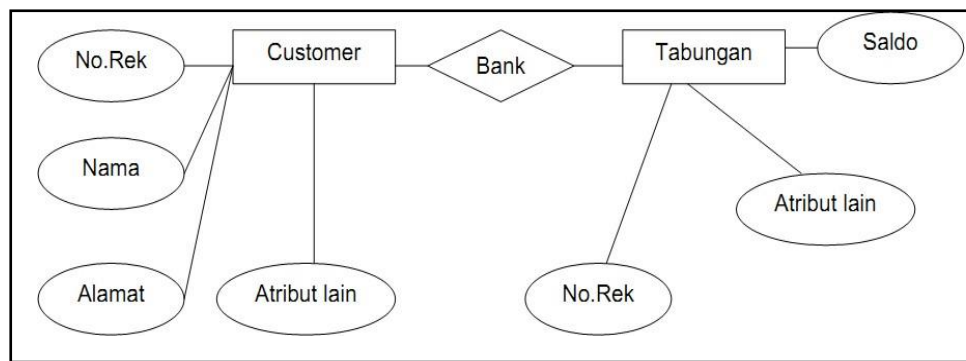 No.Rek
Customer
Bank
Tabungan
Saldo
Nama
Atribut lain
Alamat
Atribut lain
No.Rek